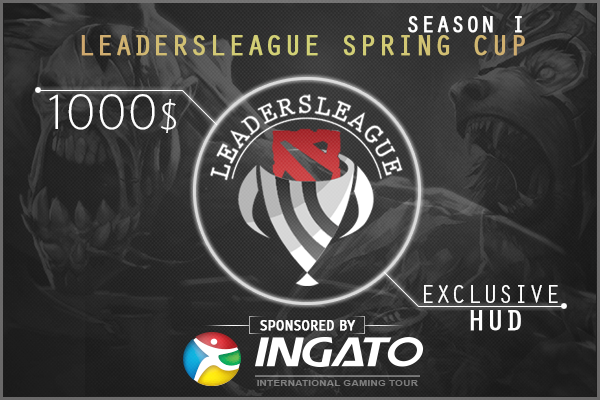 SEASON I
LEADERSLEAGUE SPRING CUP
1000$
LEADERSLEAGUE
EXCLUSIVE
HUD
SPONSORED BY
INGATO
INTERNATIONAL GAMING TOUR